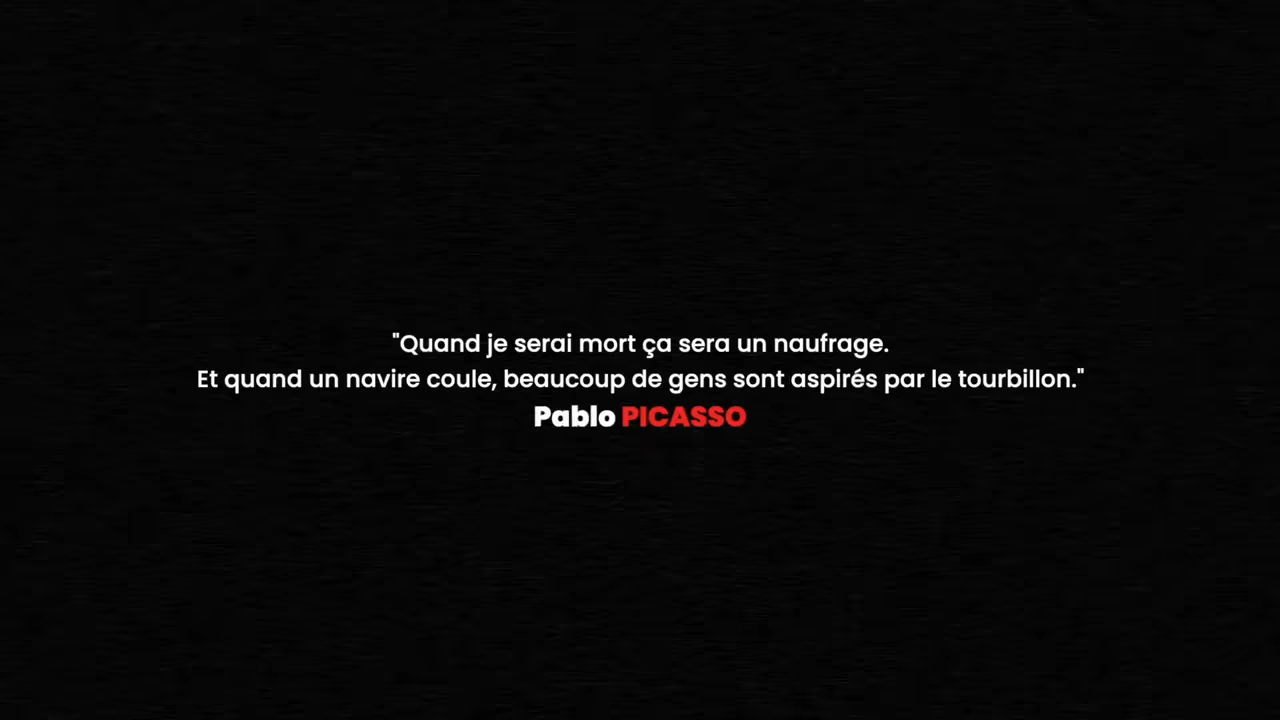 "Quand je serai mort ça sera un naufrage.
Et quand un navire coule, beaucoup de gens sont aspirés par le tourbillon."
Pablo PICASSO